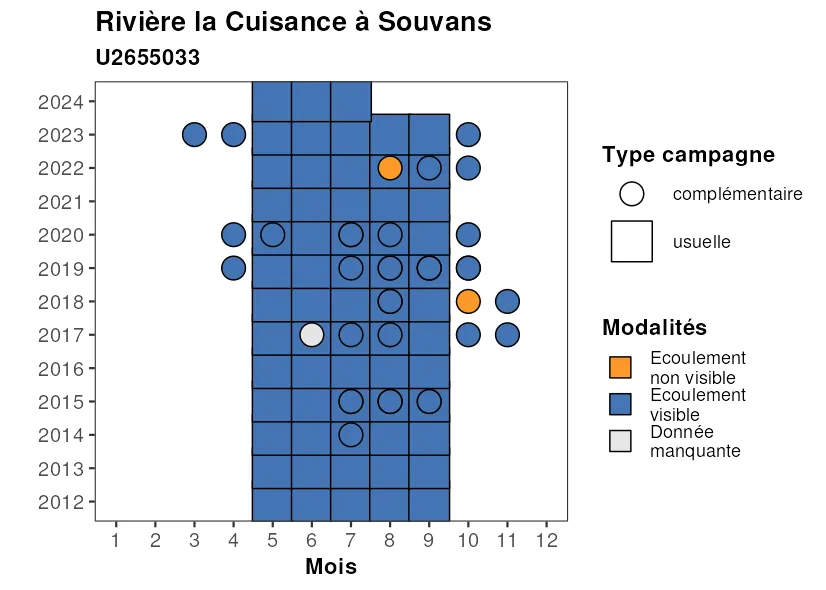 Rivière la Cuisance à Souvans
U2655033
2024
2023
2022
2021
2020
2019
2018
2017
2016
2015
2014
2013
2012
1 2 3 4 5 6 7 8 9 10 11 12
Mois
Type campagne
complémentaire
usuelle
Modalités
Ecoulement
non visible
Ecoulement
visible
Donnée
manquante